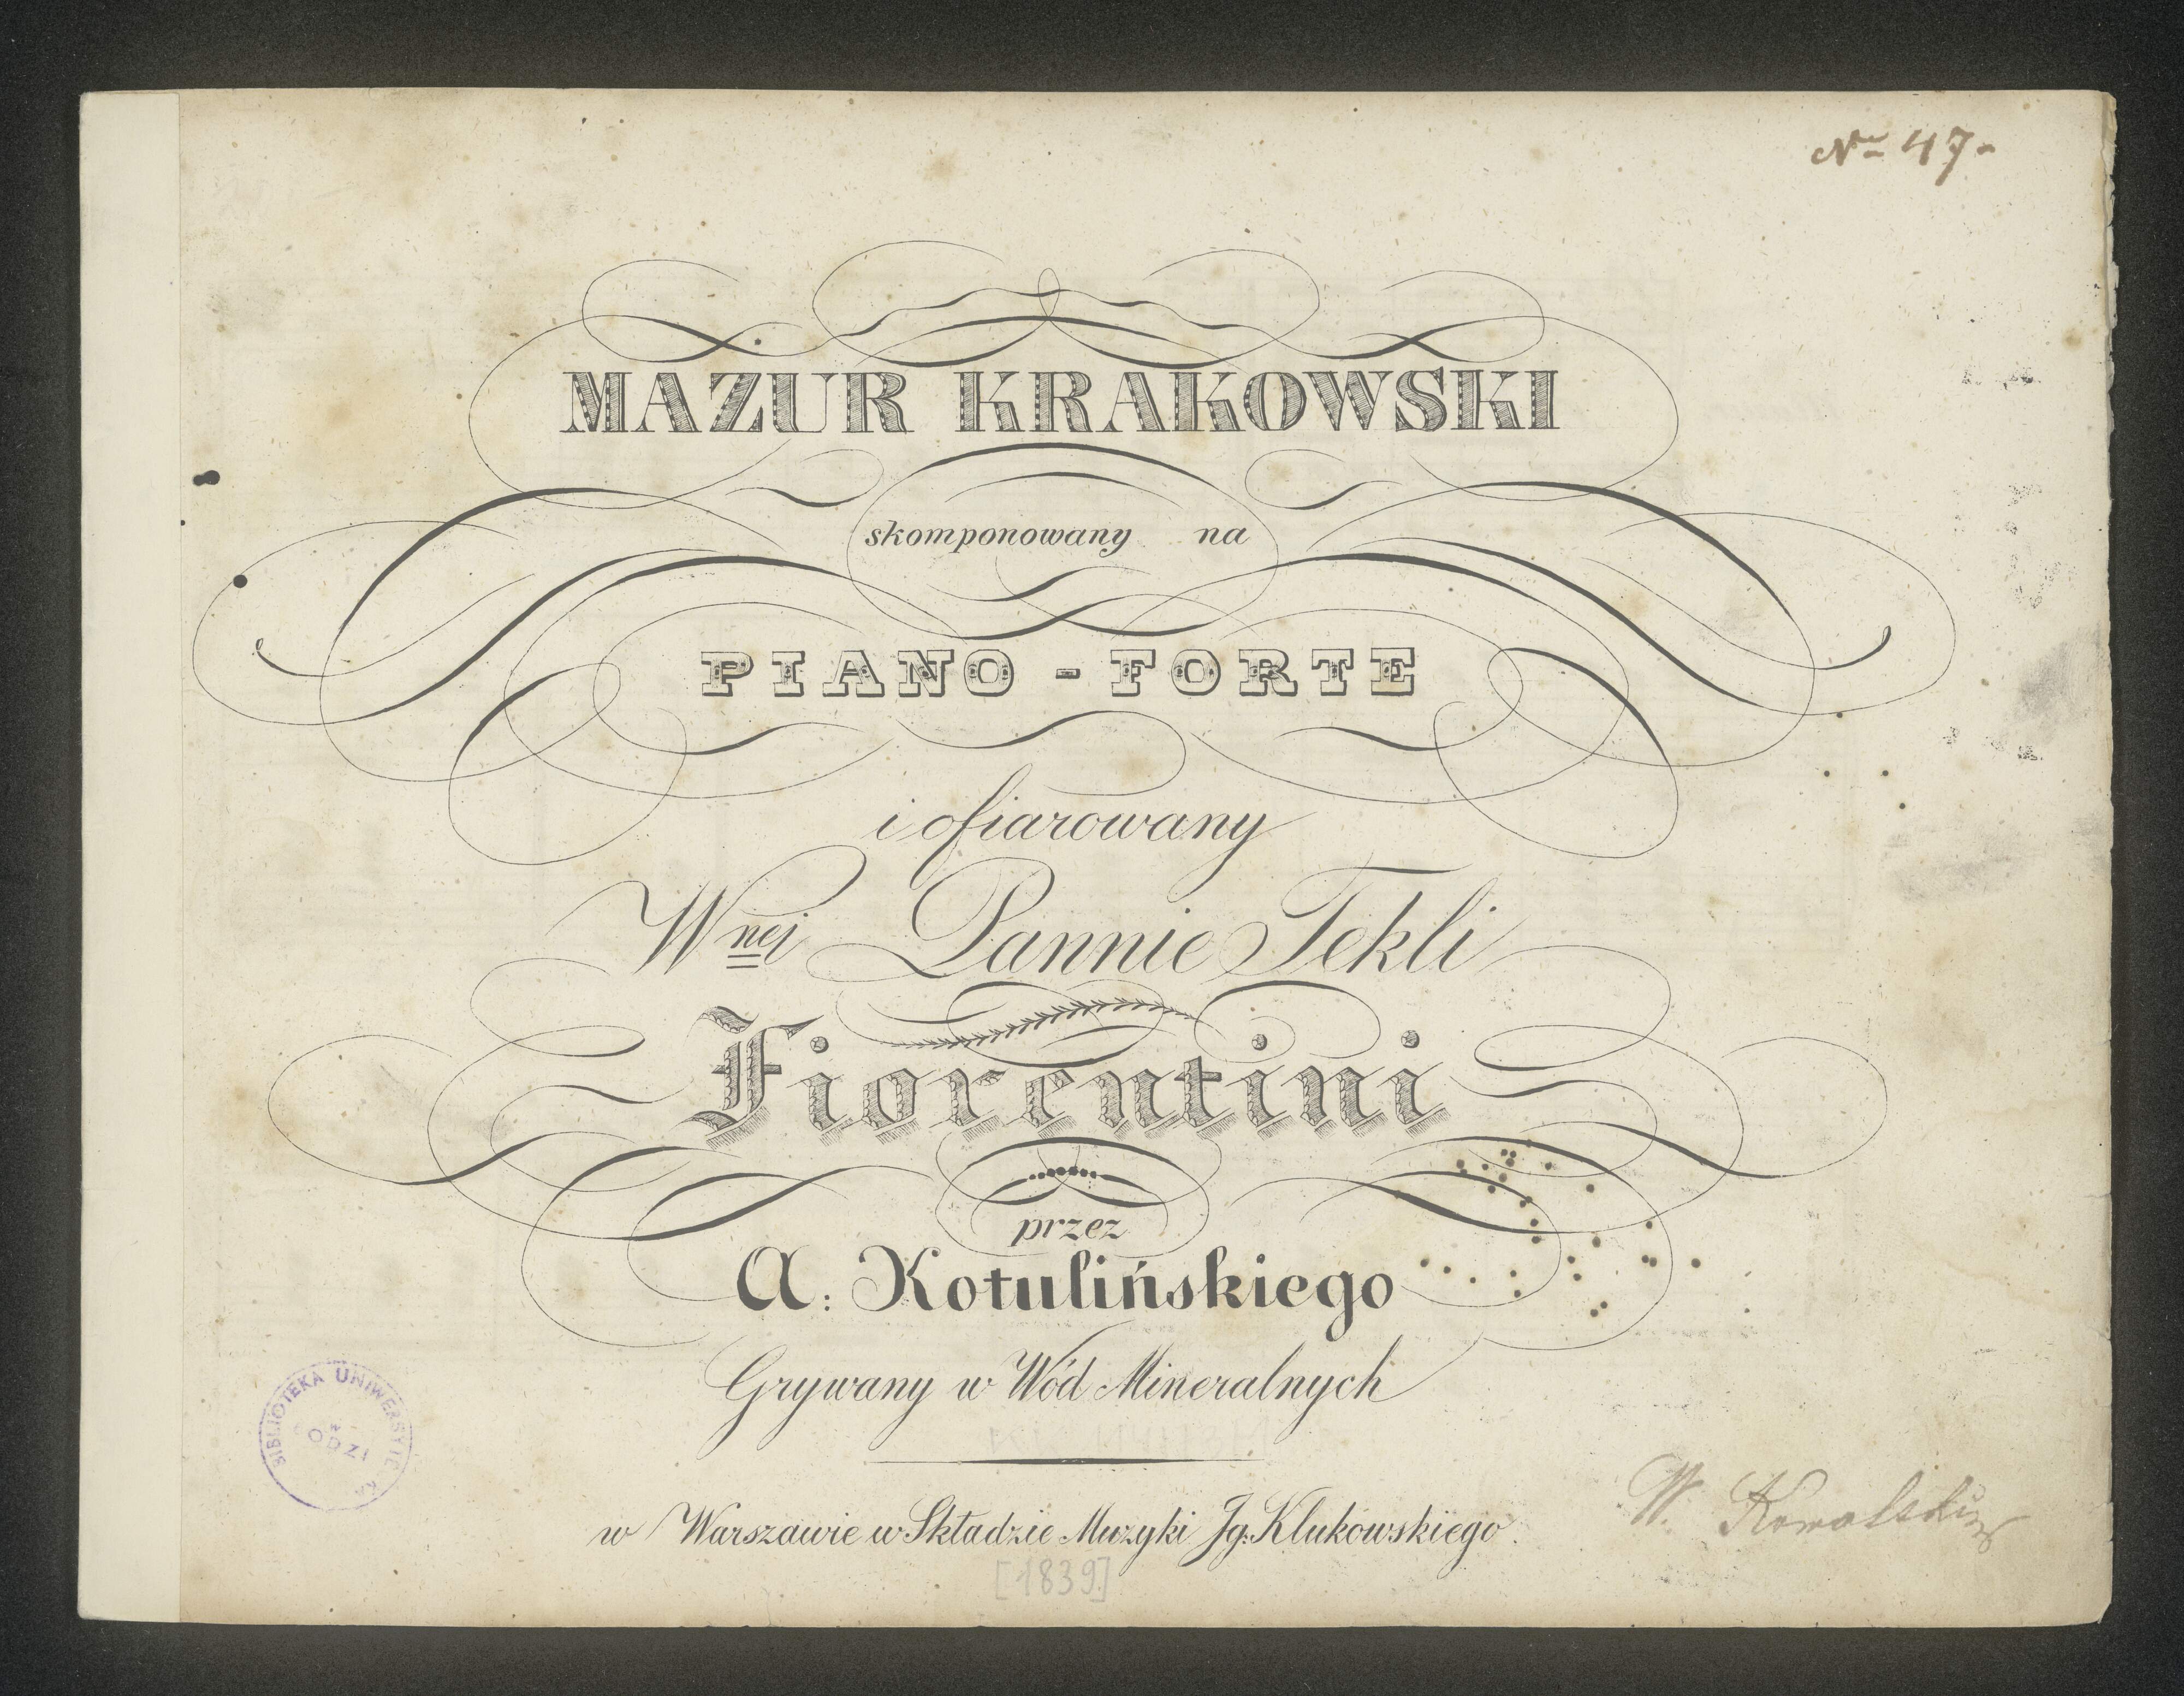 No 47-
MAZUR KRAKOWSKI
skomponowany na
PIANO - FORTE
i ofiarowany
Wnej Pannie Tekli
Fiorentini
przez
A: Kotulińskiego
Grywany w Wód Mineralnych
BIBLIOTEKA UNIWERSYTECKA
w Warszawie w Składzie Muzyki Jg. Klukowskiego.
[1839]
W.